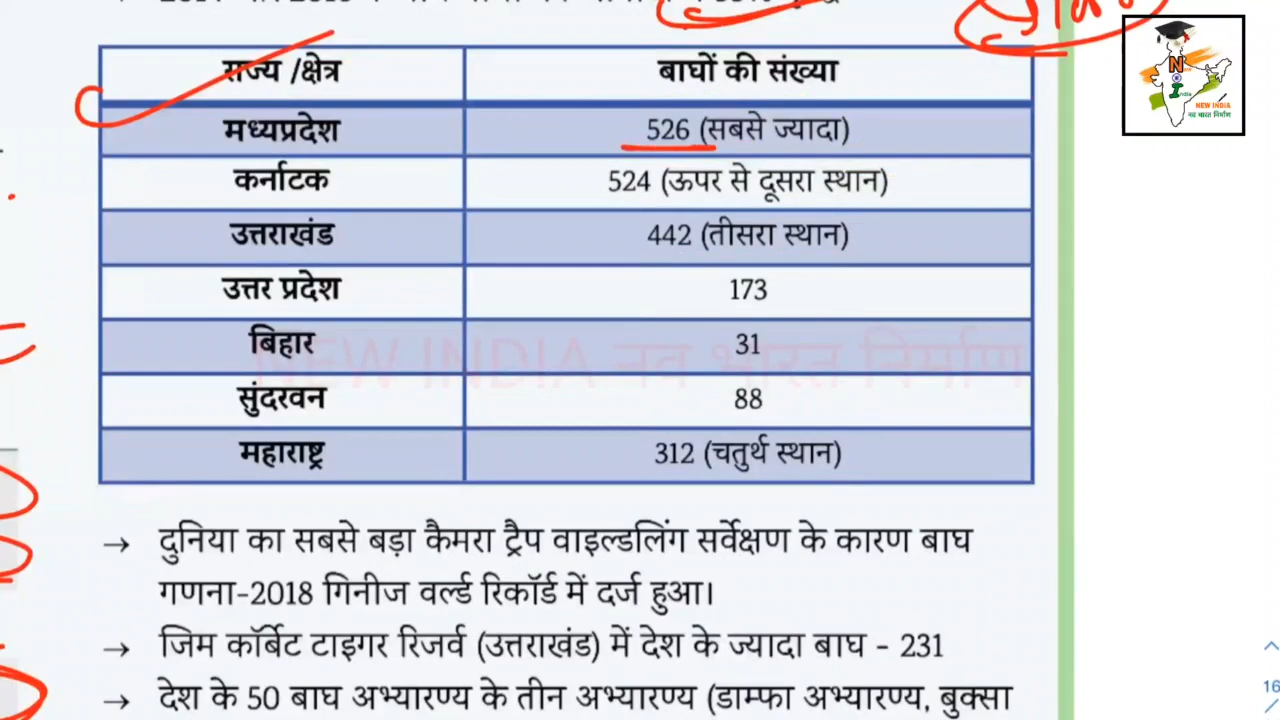 राज्य /क्षेत्र बाघों की संख्या
मध्यप्रदेश 526 (सबसे ज्यादा)
कर्नाटक 524 (ऊपर से दूसरा स्थान)
उत्तराखंड 442 (तीसरा स्थान)
उत्तर प्रदेश 173
बिहार 31
सुंदरवन 88
महाराष्ट्र 312 (चतुर्थ स्थान)
NEW INDIA नव भारत निर्माण
→ दुनिया का सबसे बड़ा कैमरा ट्रैप वाइल्डलिंग सर्वेक्षण के कारण बाघ
गणना-2018 गिनीज वर्ल्ड रिकॉर्ड में दर्ज हुआ।
→ जिम कॉर्बेट टाइगर रिजर्व (उत्तराखंड) में देश के ज्यादा बाघ - 231
→ देश के 50 बाघ अभ्यारण्य के तीन अभ्यारण्य (डाम्फा अभ्यारण्य, बुक्सा
NEW INDIA
नव भारत निर्माण
16